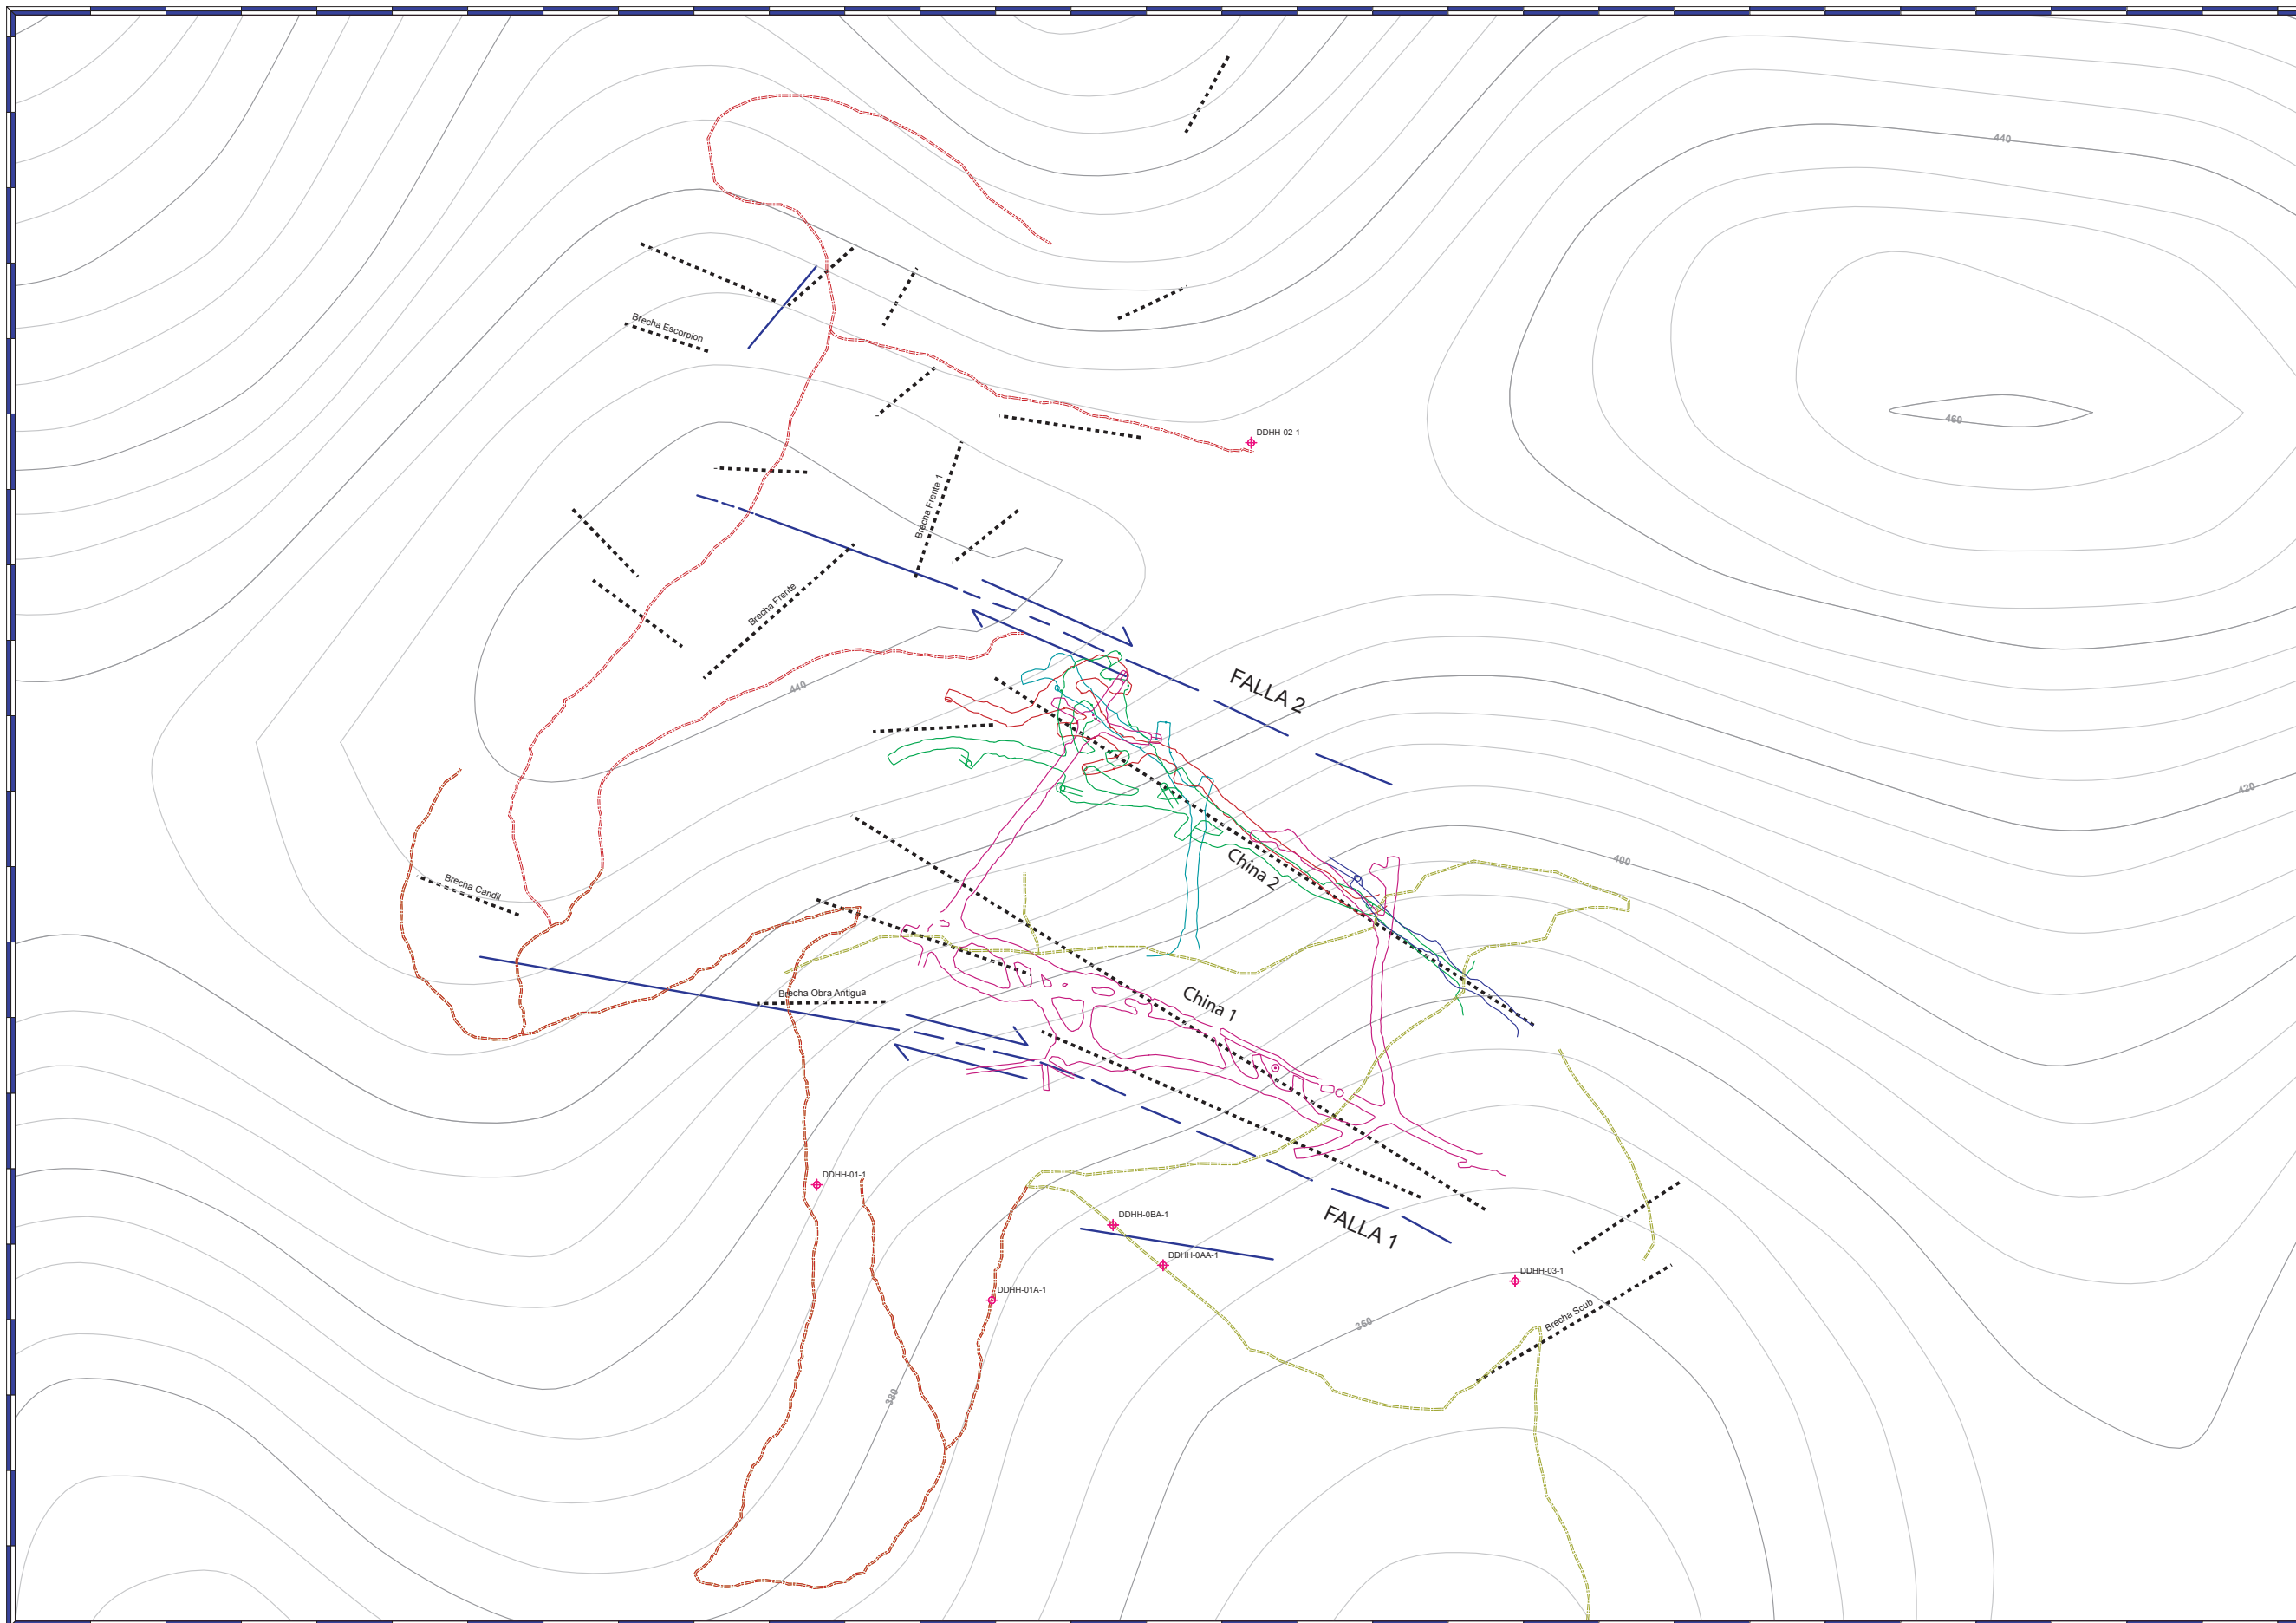 440
Brecha Escorpion
460
DDHH-02-1
Brecha Frente 1
Brecha Frente
FALLA 2
440
420
China 2
400
Brecha Candil
Brecha Obra Antigua
China 1
DDHH-01-1
DDHH-0BA-1
FALLA 1
DDHH-0AA-1
DDHH-03-1
DDHH-01A-1
Brecha Scub
360
380